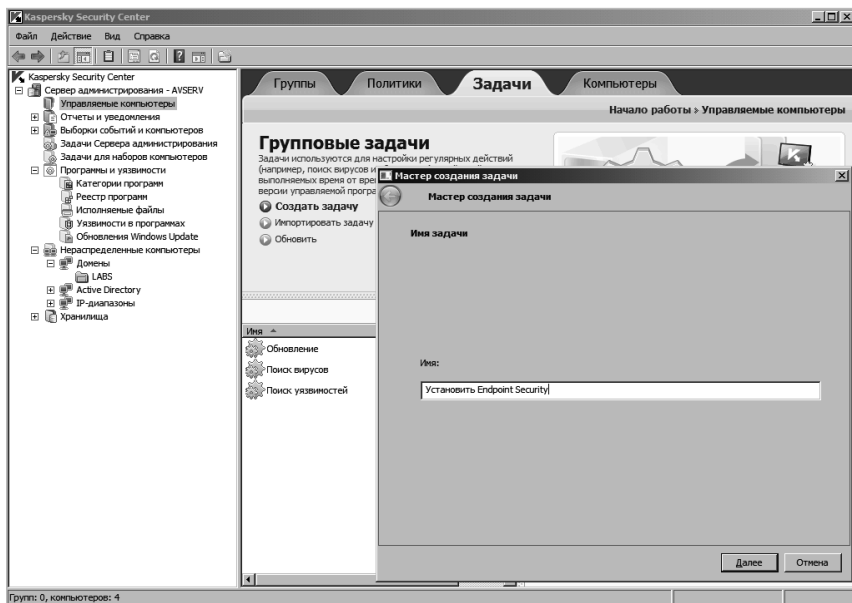 Kaspersky Security Center
Файл Действие Вид Справка
Kaspersky Security Center
Сервер администрирования - AVSERV
Управляемые компьютеры
Отчеты и уведомления
Выборки событий и компьютеров
Задачи Сервера администрирования
Задачи для наборов компьютеров
Программы и уязвимости
Категории программ
Реестр программ
Исполняемые файлы
Уязвимости в программах
Обновления Windows Update
Нераспределенные компьютеры
Домены
LABS
Active Directory
IP-диапазоны
Хранилища
Группы Политики Задачи Компьютеры
Начало работы › Управляемые компьютеры
Групповые задачи
Задачи используются для настройки регулярных действий
(например, поиск вирусов и
выполняемых время от
версии управляемой
Создать задачу
Импортировать задачу
Обновить
Имя
Обновление
Поиск вирусов
Поиск уязвимостей
Мастер создания задачи
Мастер создания задачи
Имя задачи
Имя:
Установить Endpoint Security
Далее Отмена
Групп: 0, компьютеров: 4